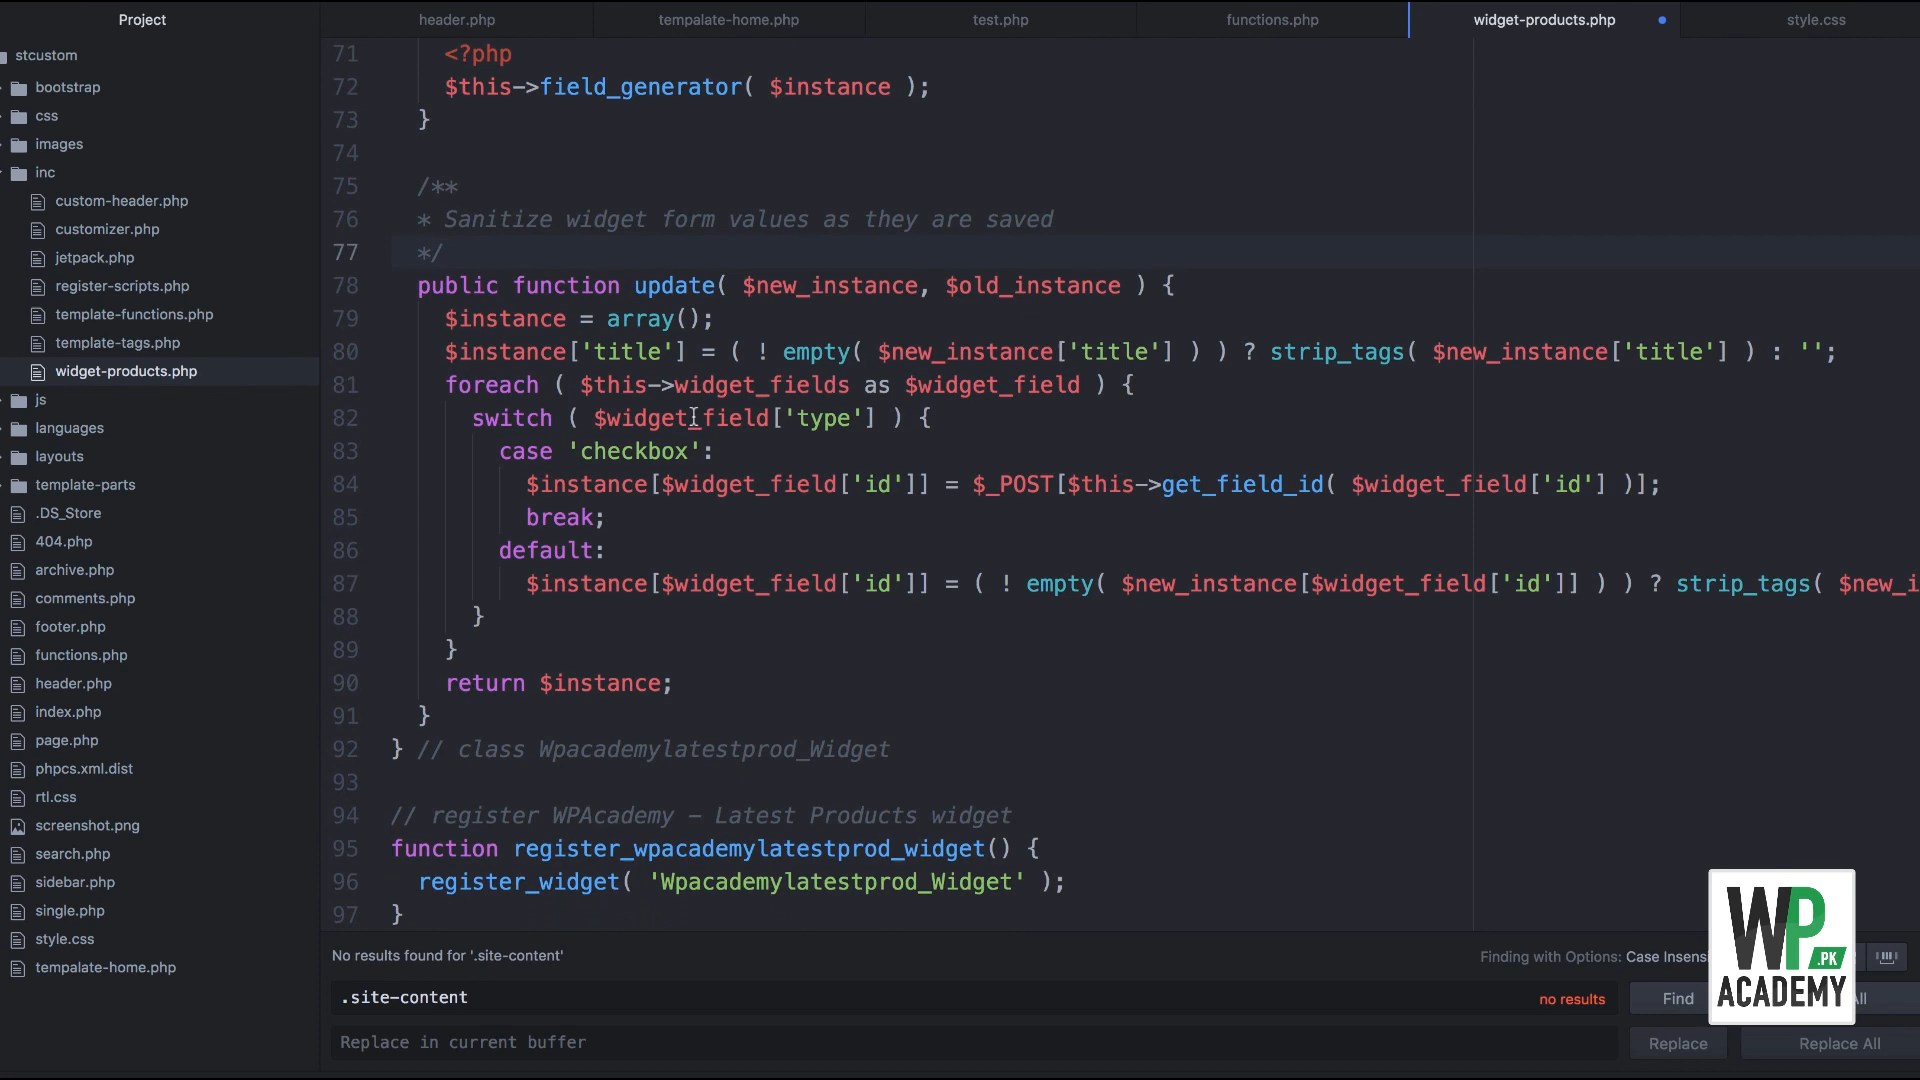 Project
header.php
tempalate-home.php
test.php
functions.php
widget-products.php
style.css
stcustom
bootstrap
css
images
inc
custom-header.php
customizer.php
jetpack.php
register-scripts.php
template-functions.php
template-tags.php
widget-products.php
js
languages
layouts
template-parts
.DS_Store
404.php
archive.php
comments.php
footer.php
functions.php
header.php
index.php
page.php
phpcs.xml.dist
rtl.css
screenshot.png
search.php
sidebar.php
single.php
style.css
tempalate-home.php
71 <?php
72 $this->field_generator( $instance );
73 }
74
75 /**
76 * Sanitize widget form values as they are saved
77 */
78 public function update( $new_instance, $old_instance ) {
79 $instance = array();
80 $instance['title'] = ( ! empty( $new_instance['title'] ) ) ? strip_tags( $new_instance['title'] ) : '';
81 foreach ( $this->widget_fields as $widget_field ) {
82 switch ( $widget_field['type'] ) {
83 case 'checkbox':
84 $instance[$widget_field['id']] = $_POST[$this->get_field_id( $widget_field['id'] )];
85 break;
86 default:
87 $instance[$widget_field['id']] = ( ! empty( $new_instance[$widget_field['id']] ) ) ? strip_tags( $new_i
88 }
89 }
90 return $instance;
91 }
92 } // class Wpacademylatestprod_Widget
93
94 // register WPAcademy – Latest Products widget
95 function register_wpacademylatestprod_widget() {
96 register_widget( 'Wpacademylatestprod_Widget' );
97 }
No results found for '.site-content'
Finding with Options: Case Insensi
.site-content
no results
Find
All
Replace in current buffer
Replace
Replace All
WP
.PK
ACADEMY